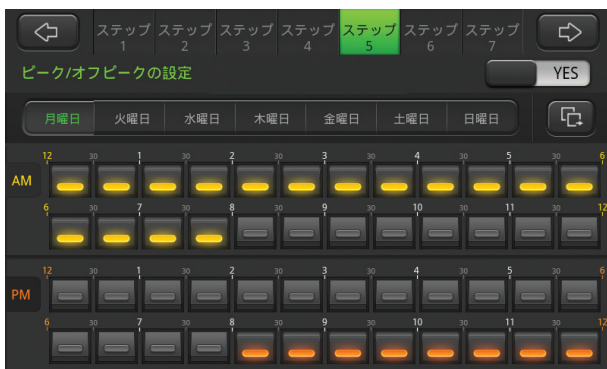 ステップ 1 ステップ 2 ステップ 3 ステップ 4 ステップ 5 ステップ 6 ステップ 7
ピーク/オフピークの設定 YES
月曜日 火曜日 水曜日 木曜日 金曜日 土曜日 日曜日
12 30 1 30 2 30 3 30 4 30 5 30 6
AM
6 30 7 30 8 30 9 30 10 30 11 30 12
12 30 1 30 2 30 3 30 4 30 5 30 6
PM
6 30 7 30 8 30 9 30 10 30 11 30 12